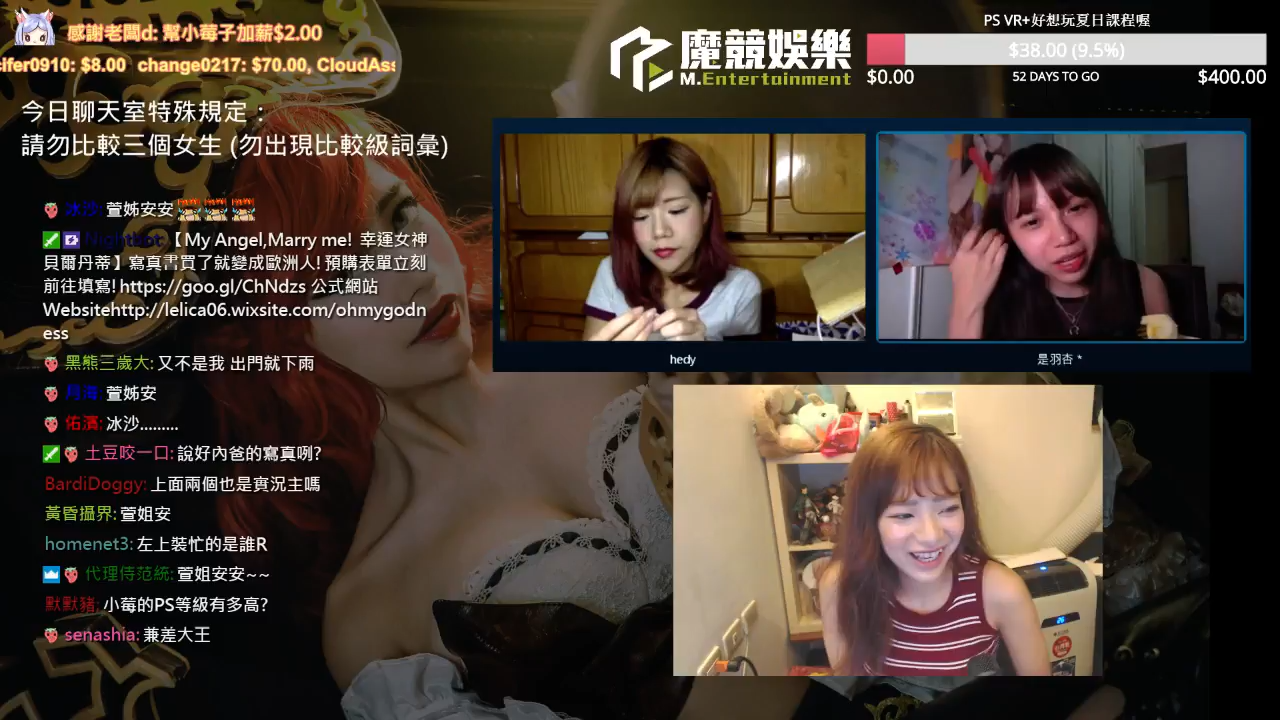 感謝老闆d: 幫小莓子加薪$2.00
cifer0910: $8.00 change0217: $70.00, CloudAss
今日聊天室特殊規定：
請勿比較三個女生 (勿出現比較級詞彙)
冰沙: 萱姊安安
Nightbot: 【My Angel,Marry me! 幸運女神
貝爾丹蒂】寫真書買了就變成歐洲人! 預購表單立刻
前往填寫! https://goo.gl/ChNdzs 公式網站
Websitehttp://lelica06.wixsite.com/ohmygodn
ess
黑熊三歲大: 又不是我 出門就下雨
丹海: 萱姊安
佑濱: 冰沙.........
土豆咬一口: 說好內爸的寫真咧?
BardiDoggy: 上面兩個也是實況主嗎
黃昏攝界: 萱姐安
homenet3: 左上裝忙的是誰R
代理侍范統: 萱姐安安~~
默默豬: 小莓的PS等級有多高?
senashia: 兼差大王
魔競娛樂
M.Entertainment
PS VR+好想玩夏日課程喔
$38.00 (9.5%)
$0.00 52 DAYS TO GO $400.00
hedy
是羽杏 *